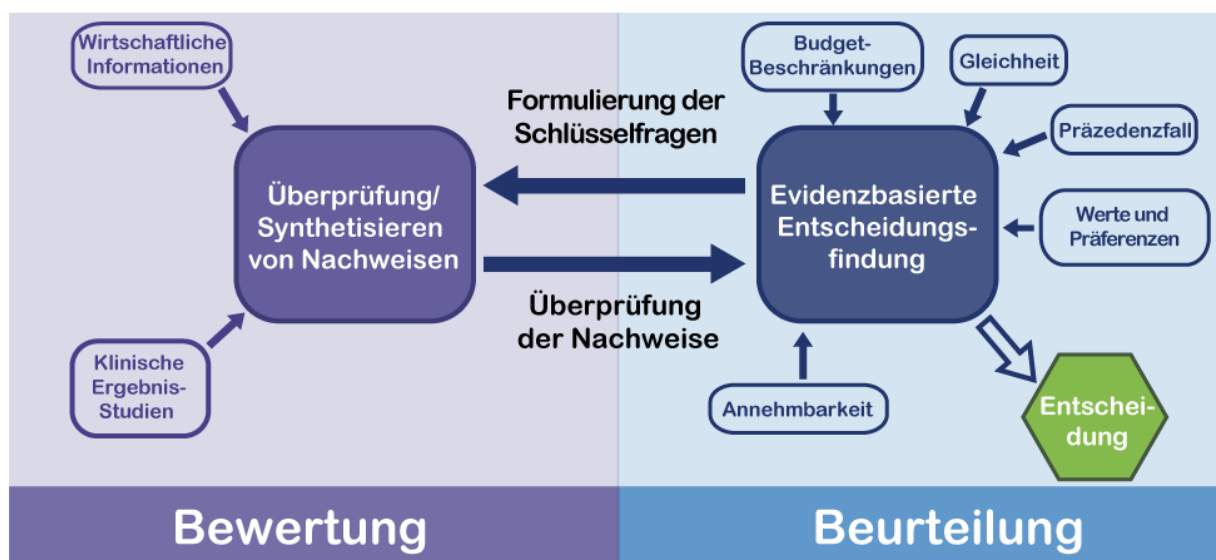 Wirtschaftliche
Informationen
Klinische
Ergebnis-
Studien
Überprüfung/
Synthetisieren
von Nachweisen
Formulierung der
Schlüsselfragen
Überprüfung
der Nachweise
Budget-
Beschränkungen
Gleichheit
Präzedenzfall
Werte und
Präferenzen
Evidenzbasierte
Entscheidungs-
findung
Annehmbarkeit
Entschei-
dung
Bewertung
Beurteilung